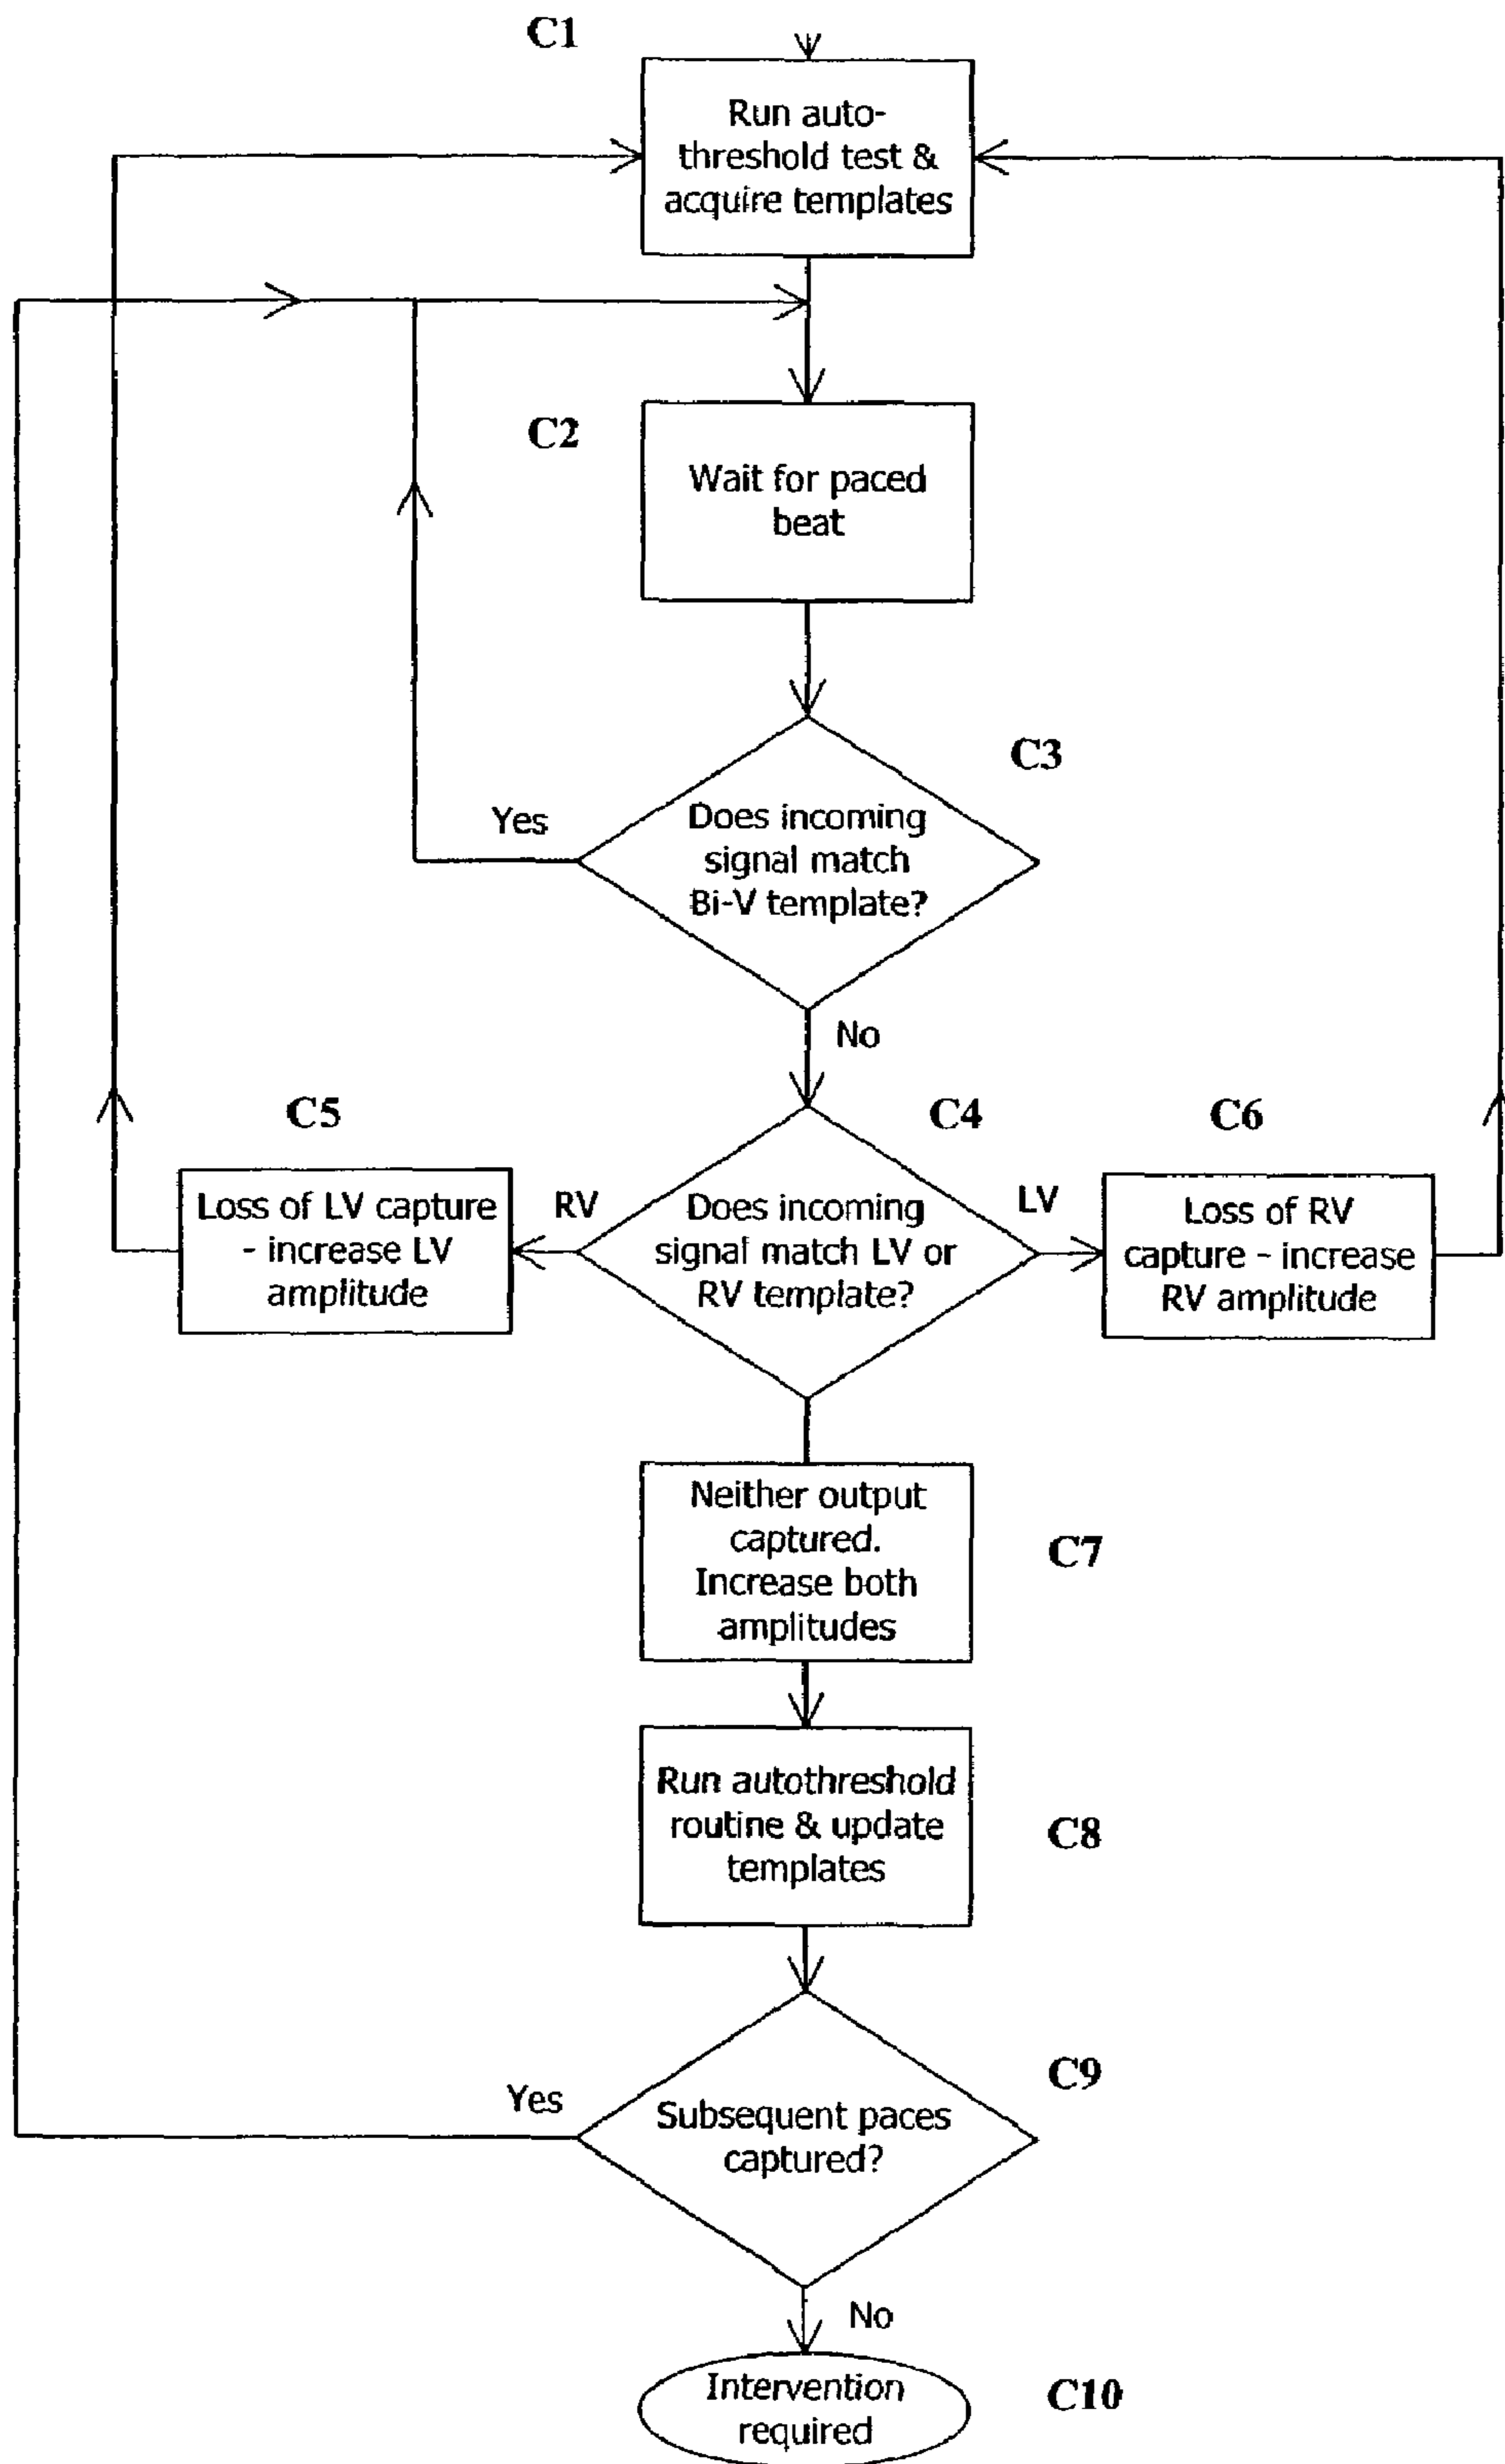 C1
Run auto-
threshold test &
acquire templates
C2
Wait for paced
beat
C3
Yes
Does incoming
signal match
Bi-V template?
No
C5
C4
C6
Loss of LV capture
- increase LV
amplitude
RV
Does incoming
signal match LV or
RV template?
LV
Loss of RV
capture - increase
RV amplitude
Neither output
captured.
Increase both
amplitudes
C7
Run autothreshold
routine & update
templates
C8
C9
Yes
Subsequent paces
captured?
No
Intervention
required
C10